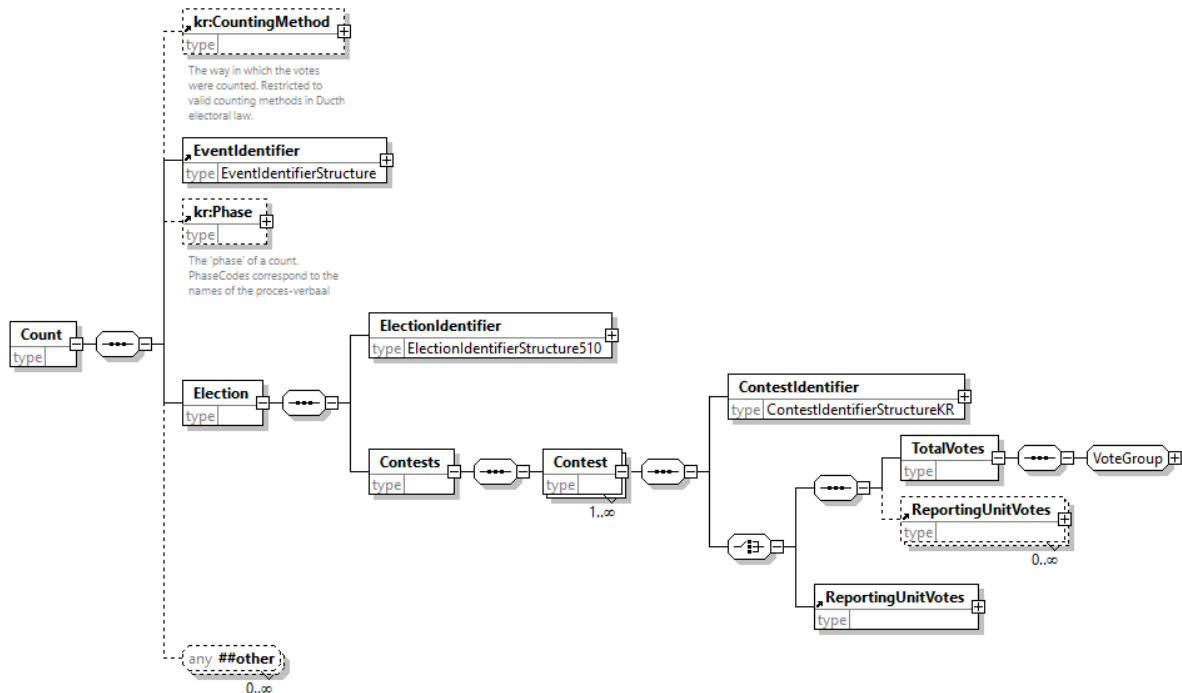 kr:CountingMethod
type
The way in which the votes
were counted. Restricted to
valid counting methods in Ducth
electoral law.
EventIdentifier
type EventIdentifierStructure
kr:Phase
type
The 'phase' of a count.
PhaseCodes correspond to the
names of the proces-verbaal
Count
type
Election
type
ElectionIdentifier
type ElectionIdentifierStructure510
Contests
type
Contest
type
1..∞
ContestIdentifier
type ContestIdentifierStructureKR
TotalVotes
type
VoteGroup
ReportingUnitVotes
type
0..∞
ReportingUnitVotes
type
any ##other
0..∞